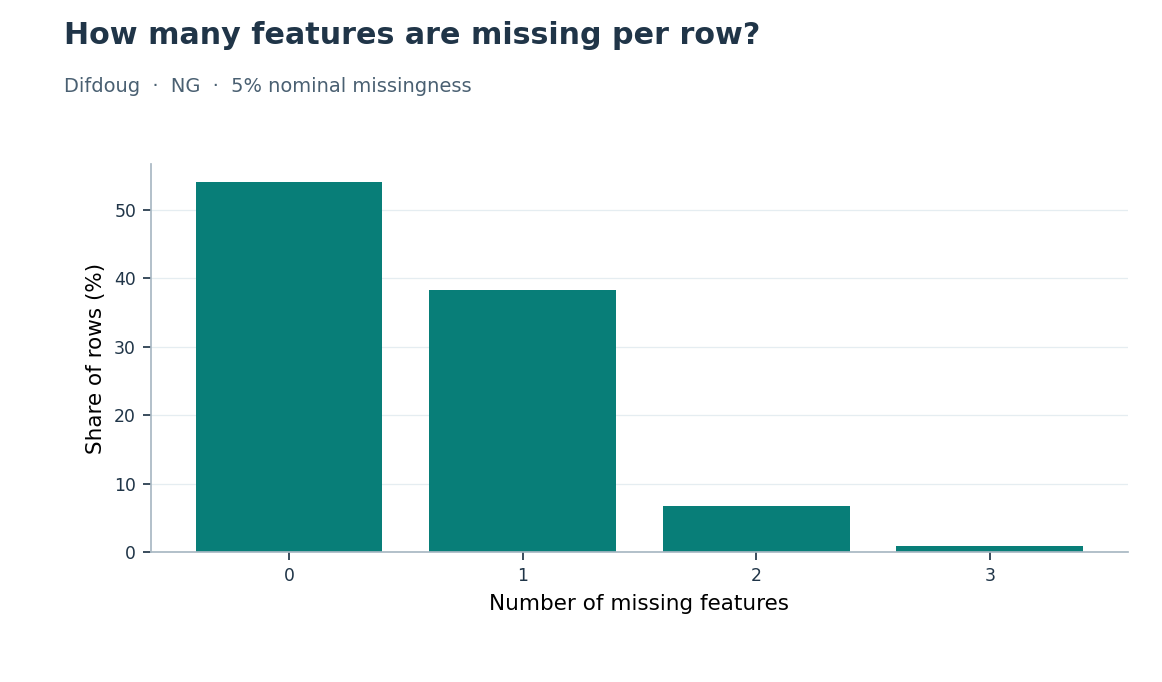 How many features are missing per row?
Difdoug · NG · 5% nominal missingness
Share of rows (%)
50
40
30
20
10
0
0 1 2 3
Number of missing features